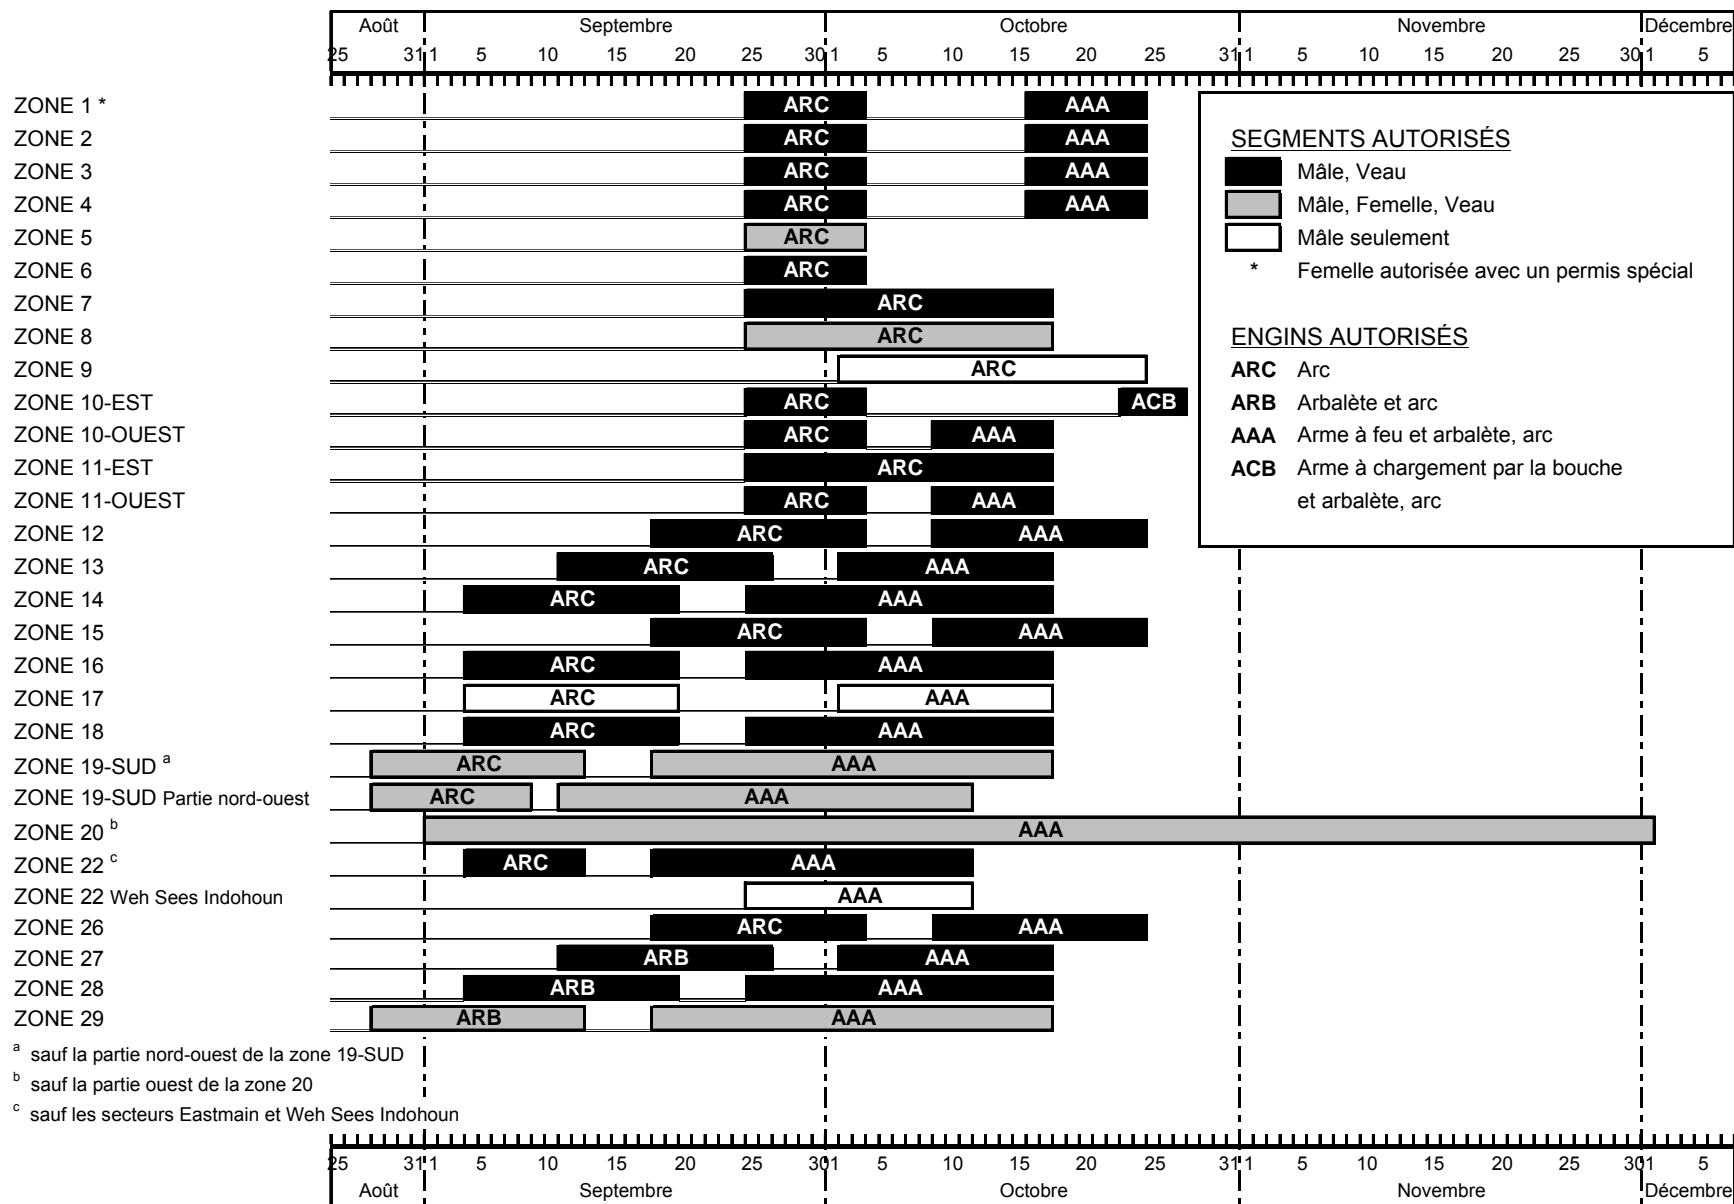 Août Septembre Octobre Novembre Décembre
25 31 1 5 10 15 20 25 30 1 5 10 15 20 25 31 1 5 10 15 20 25 30 1 5
ZONE 1 * ARC AAA
ZONE 2 ARC AAA
ZONE 3 ARC AAA
ZONE 4 ARC AAA
ZONE 5 ARC
ZONE 6 ARC
ZONE 7 ARC
ZONE 8 ARC
ZONE 9 ARC
ZONE 10-EST ARC ACB
ZONE 10-OUEST ARC AAA
ZONE 11-EST ARC
ZONE 11-OUEST ARC AAA
ZONE 12 ARC AAA
ZONE 13 ARC AAA
ZONE 14 ARC AAA
ZONE 15 ARC AAA
ZONE 16 ARC AAA
ZONE 17 ARC AAA
ZONE 18 ARC AAA
ZONE 19-SUD a ARC AAA
ZONE 19-SUD Partie nord-ouest ARC AAA
ZONE 20 b AAA
ZONE 22 c ARC AAA
ZONE 22 Weh Sees Indohoun AAA
ZONE 26 ARC AAA
ZONE 27 ARB AAA
ZONE 28 ARB AAA
ZONE 29 ARB AAA
SEGMENTS AUTORISÉS
Mâle, Veau
Mâle, Femelle, Veau
Mâle seulement
* Femelle autorisée avec un permis spécial
ENGINS AUTORISÉS
ARC Arc
ARB Arbalète et arc
AAA Arme à feu et arbalète, arc
ACB Arme à chargement par la bouche
et arbalète, arc
a sauf la partie nord-ouest de la zone 19-SUD
b sauf la partie ouest de la zone 20
c sauf les secteurs Eastmain et Weh Sees Indohoun
25 31 1 5 10 15 20 25 30 1 5 10 15 20 25 31 1 5 10 15 20 25 30 1 5
Août Septembre Octobre Novembre Décembre